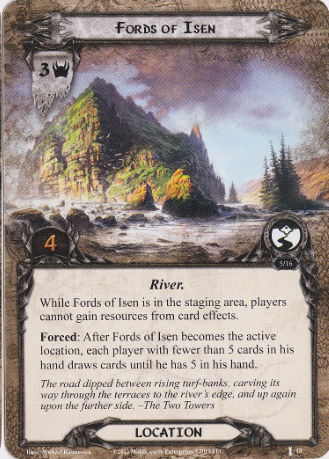 FORDS OF ISEN
3
4
5/16
River.
While Fords of Isen is in the staging area, players
cannot gain resources from card effects.
Forced: After Fords of Isen becomes the active
location, each player with fewer than 5 cards in his
hand draws cards until he has 5 in his hand.
The road dipped between rising turf-banks, carving its
way through the terraces to the river's edge, and up again
upon the further side. –The Two Towers
LOCATION